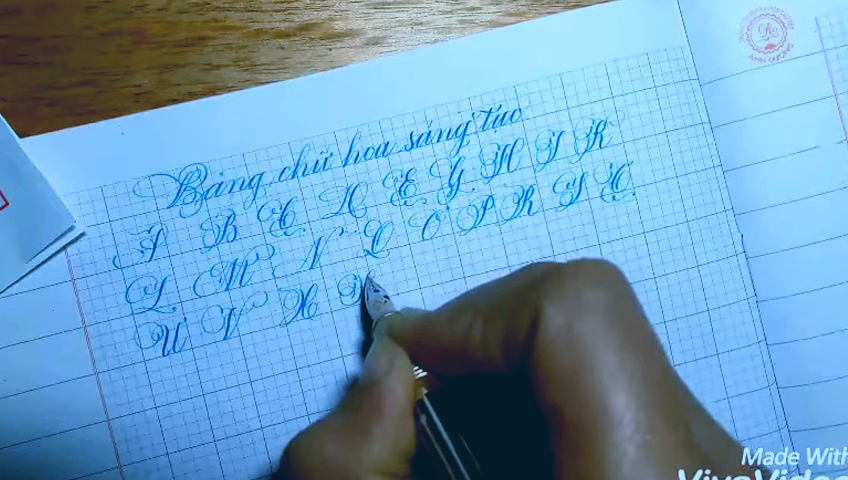 Bảng chữ hoa sáng tạo
A B C D E G H I K
L M N O P R S
U V X Y
Made With
VivaVideo